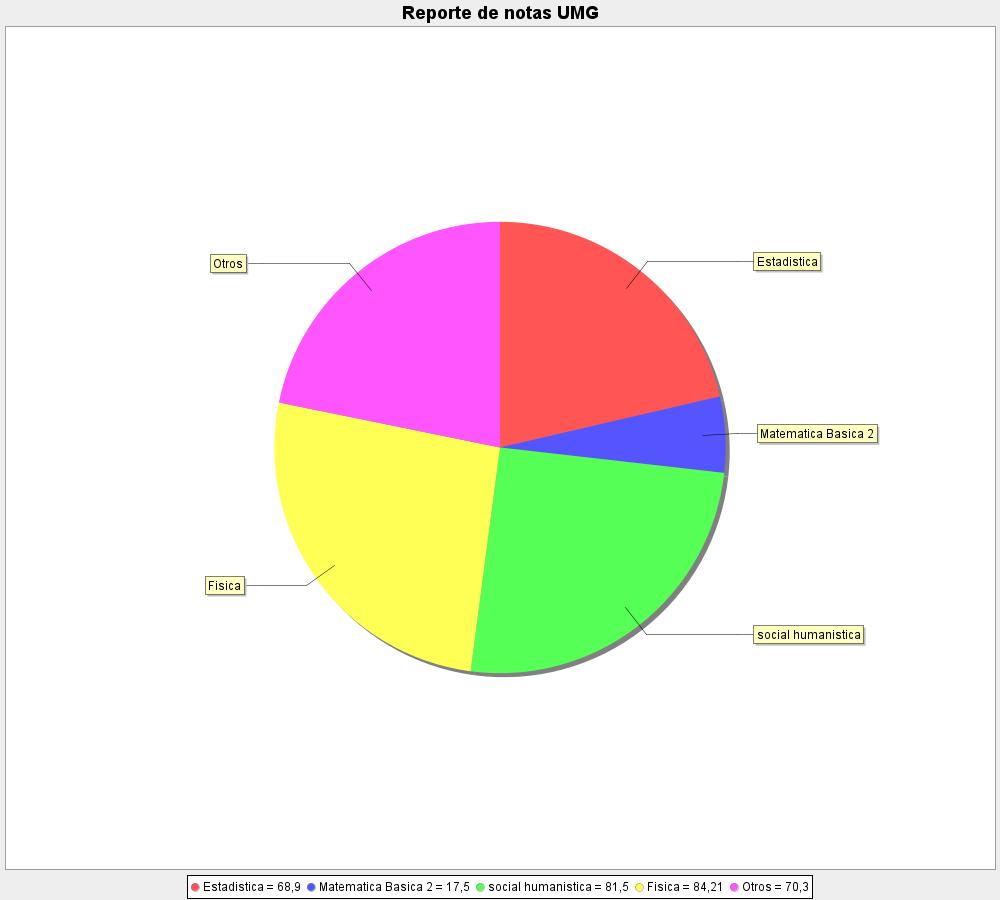 Reporte de notas UMG
Otros
Estadistica
Matematica Basica 2
Fisica
social humanistica
Estadistica = 68,9 Matematica Basica 2 = 17,5 social humanistica = 81,5 Fisica = 84,21 Otros = 70,3